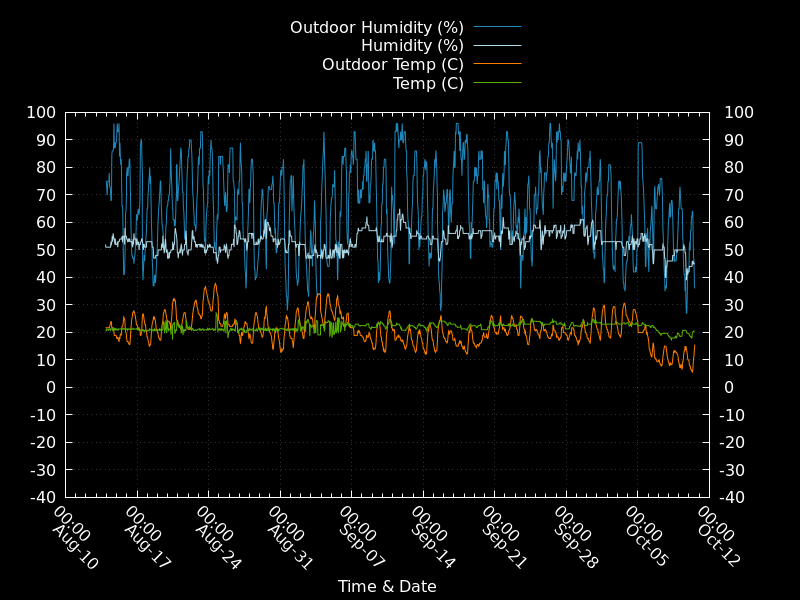 Outdoor Humidity (%)
Humidity (%)
Outdoor Temp (C)
Temp (C)
100 100
90 90
80 80
70 70
60 60
50 50
40 40
30 30
20 20
10 10
0 0
-10 -10
-20 -20
-30 -30
-40 -40
00:00 Aug-10
00:00 Aug-17
00:00 Aug-24
00:00 Aug-31
00:00 Sep-07
00:00 Sep-14
00:00 Sep-21
00:00 Sep-28
00:00 Oct-05
00:00 Oct-12
Time & Date